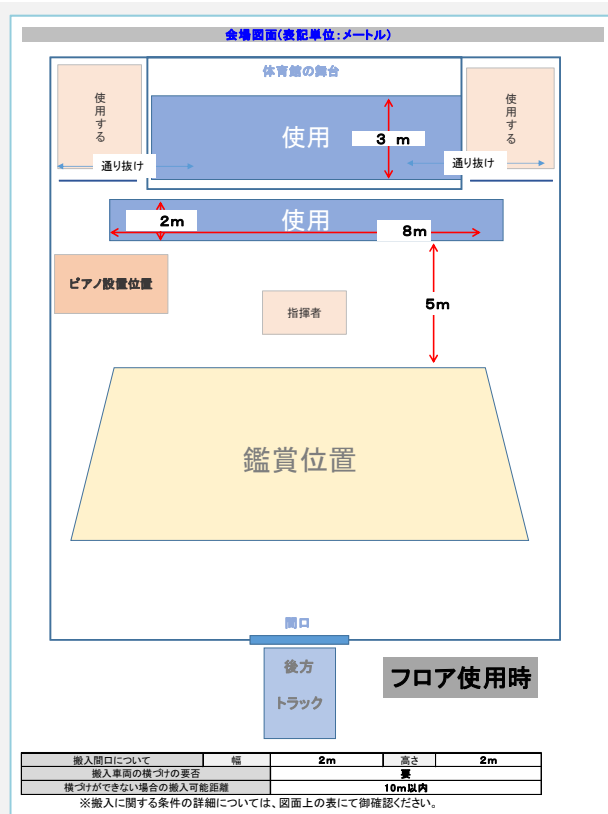 会場図面(表記単位:メートル)
体育館の舞台
使用する
使用する
使用
3 m
通り抜け
通り抜け
使用
2m
8m
ピアノ設置位置
指揮者
5m
鑑賞位置
間口
後方
トラック
フロア使用時
搬入間口について 幅 2m 高さ 2m
搬入車両の横づけの要否 要
横づけができない場合の搬入可能距離 10m以内
※搬入に関する条件の詳細については、図面上の表にて御確認ください。